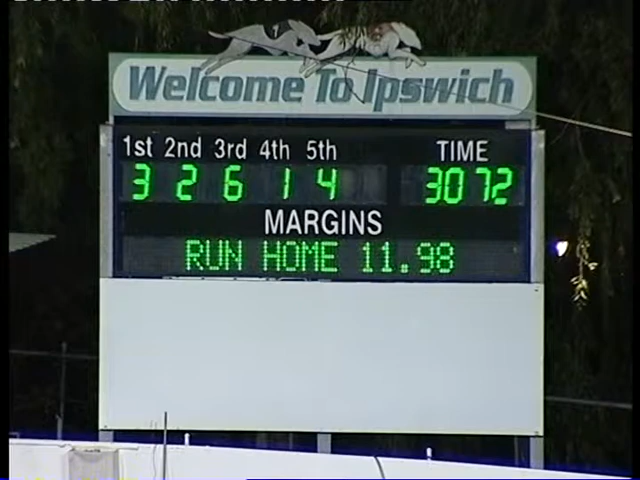 Welcome To Ipswich
1st 2nd 3rd 4th 5th TIME
3 2 6 1 4 3072
MARGINS
RUN HOME 11.98